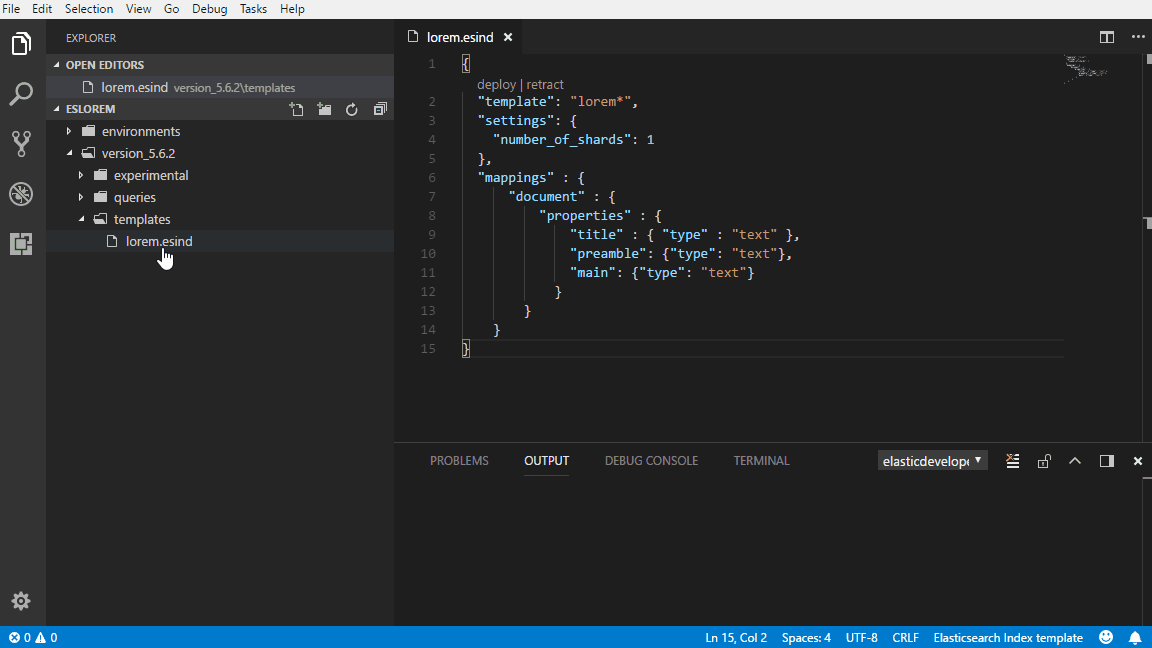 File Edit Selection View Go Debug Tasks Help
EXPLORER
OPEN EDITORS
lorem.esind version_5.6.2\templates
ESLOREM
environments
version_5.6.2
experimental
queries
templates
lorem.esind
lorem.esind
1 {
deploy | retract
2 "template": "lorem*",
3 "settings": {
4 "number_of_shards": 1
5 },
6 "mappings" : {
7 "document" : {
8 "properties" : {
9 "title" : { "type" : "text" },
10 "preamble": {"type": "text"},
11 "main": {"type": "text"}
12 }
13 }
14 }
15 }
PROBLEMS OUTPUT DEBUG CONSOLE TERMINAL elasticdevelope
0 0 Ln 15, Col 2 Spaces: 4 UTF-8 CRLF Elasticsearch Index template